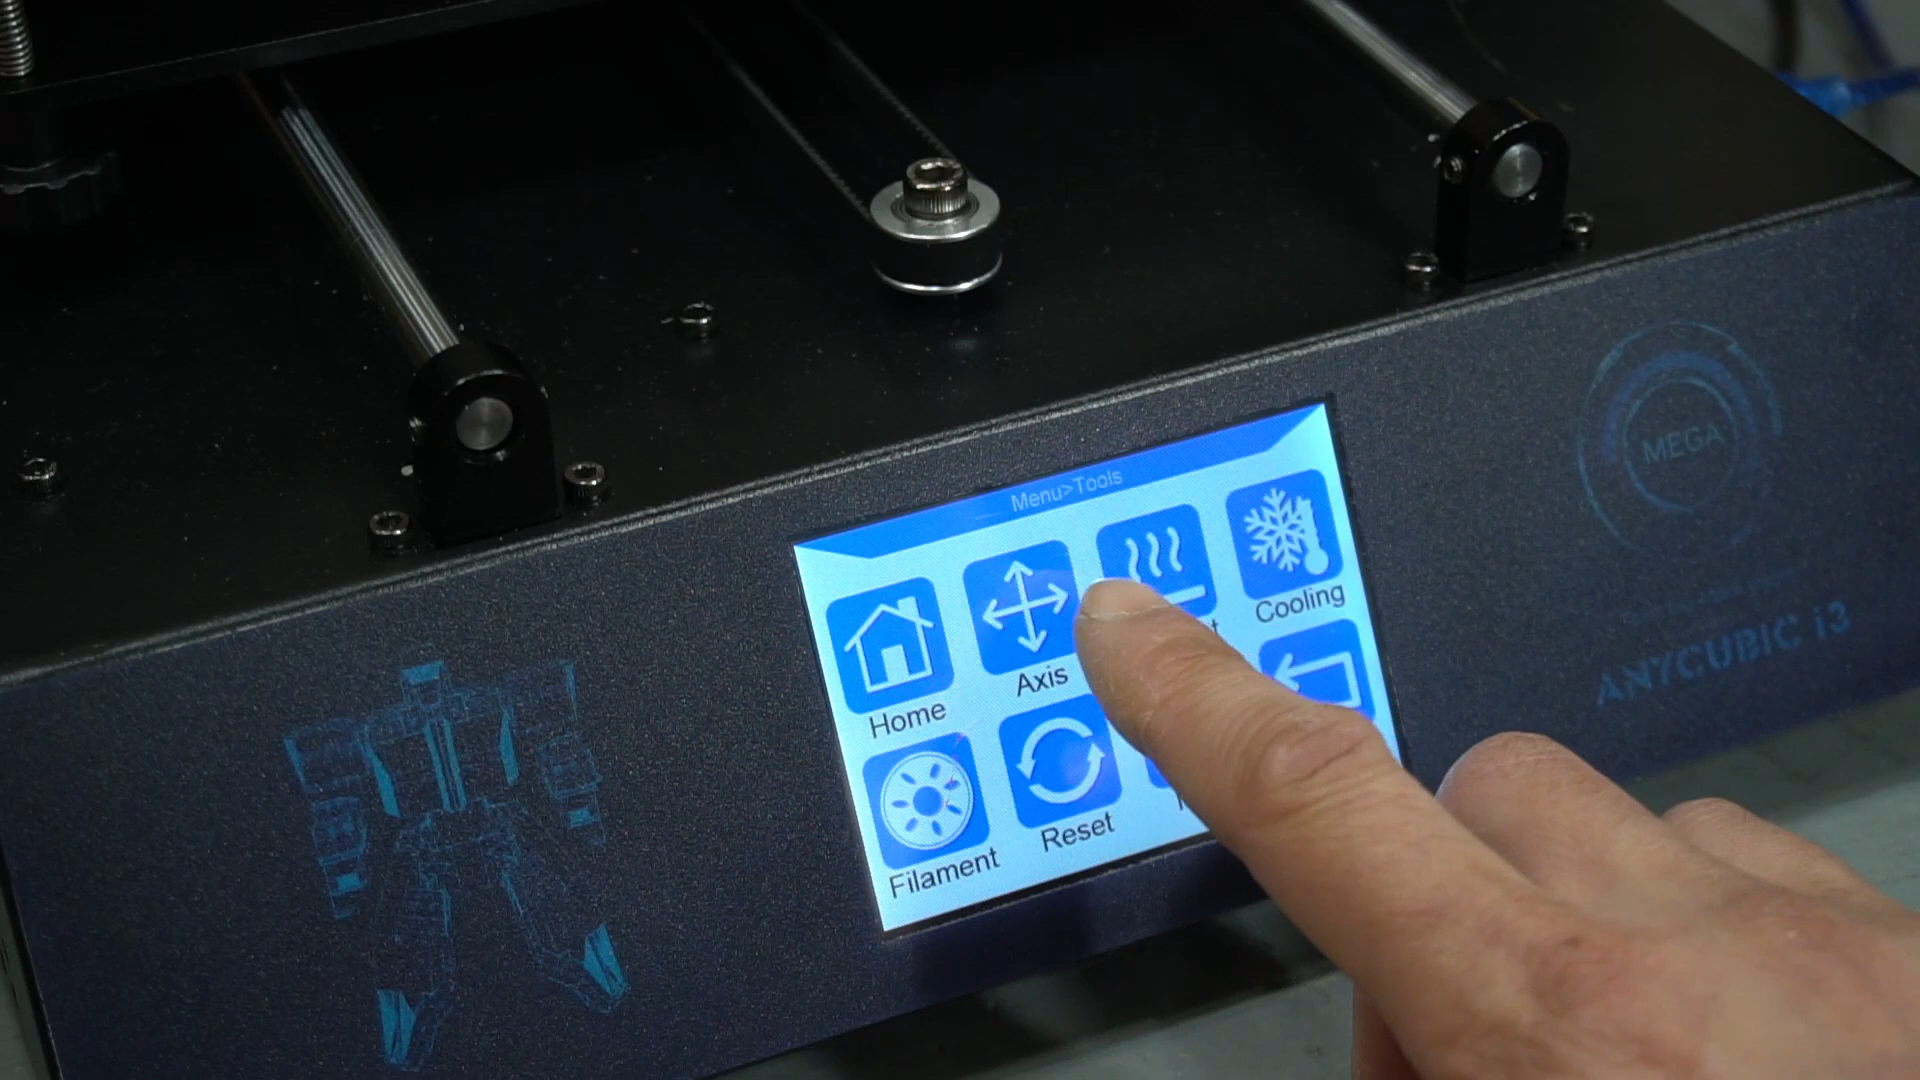 Menu>Tools
Home
Axis
Cooling
Filament
Reset
MEGA
ANYCUBIC i3